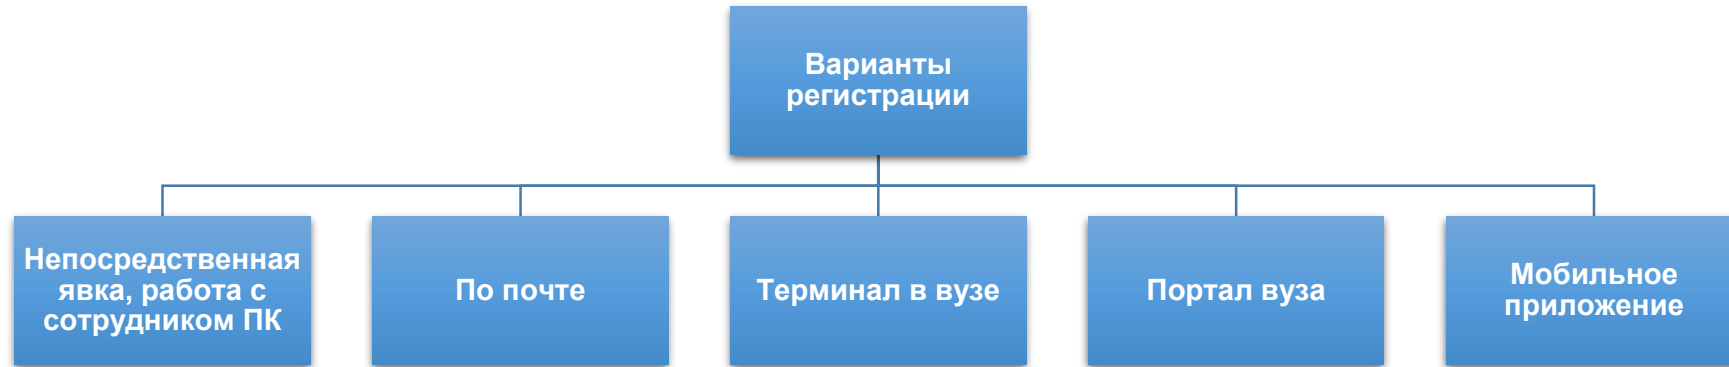 Варианты
регистрации
Непосредственная
явка, работа с
сотрудником ПК
По почте
Терминал в вузе
Портал вуза
Мобильное
приложение